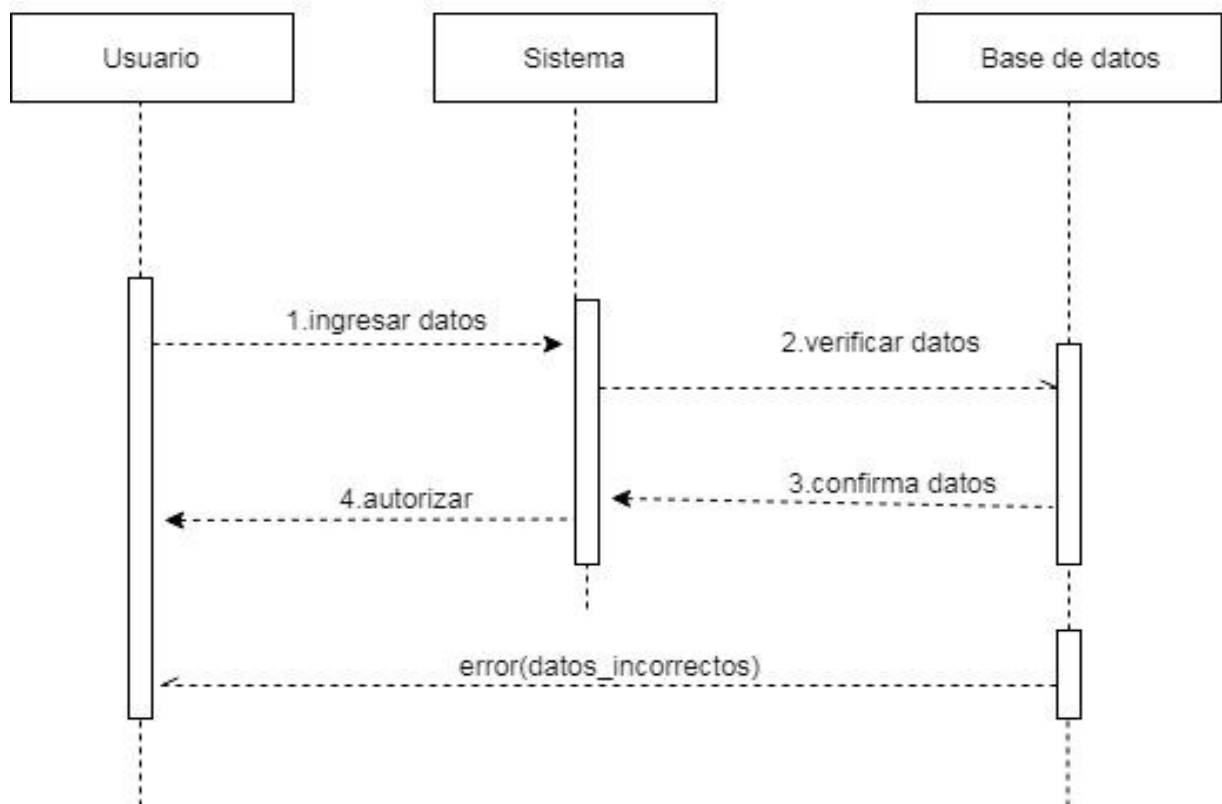 Usuario
Sistema
Base de datos
1.ingresar datos
2.verificar datos
3.confirma datos
4.autorizar
error(datos_incorrectos)